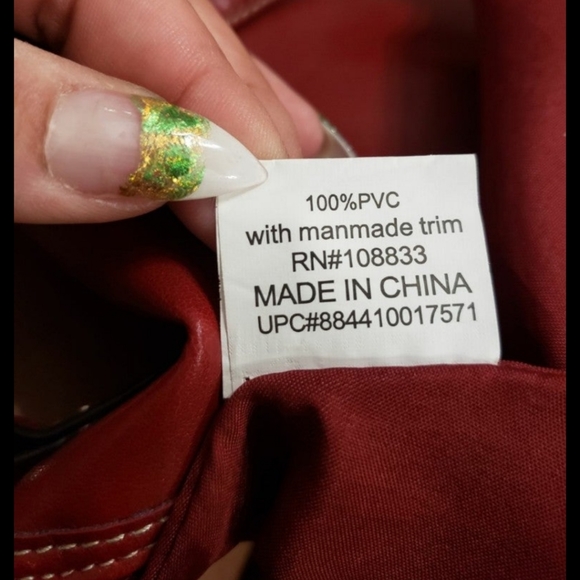 100%PVC
with manmade trim
RN#108833
MADE IN CHINA
UPC#884410017571